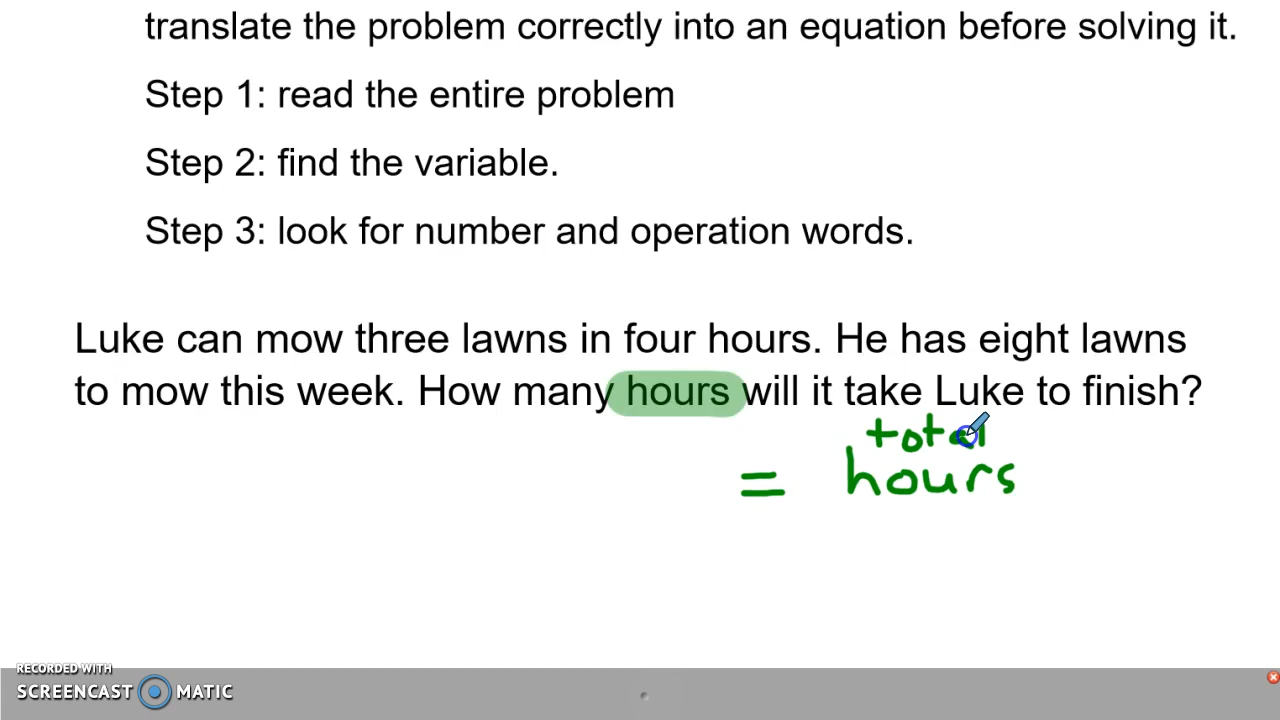 translate the problem correctly into an equation before solving it.
Step 1: read the entire problem
Step 2: find the variable.
Step 3: look for number and operation words.
Luke can mow three lawns in four hours. He has eight lawns
to mow this week. How many hours will it take Luke to finish?
total
= hours
RECORDED WITH
SCREENCAST MATIC